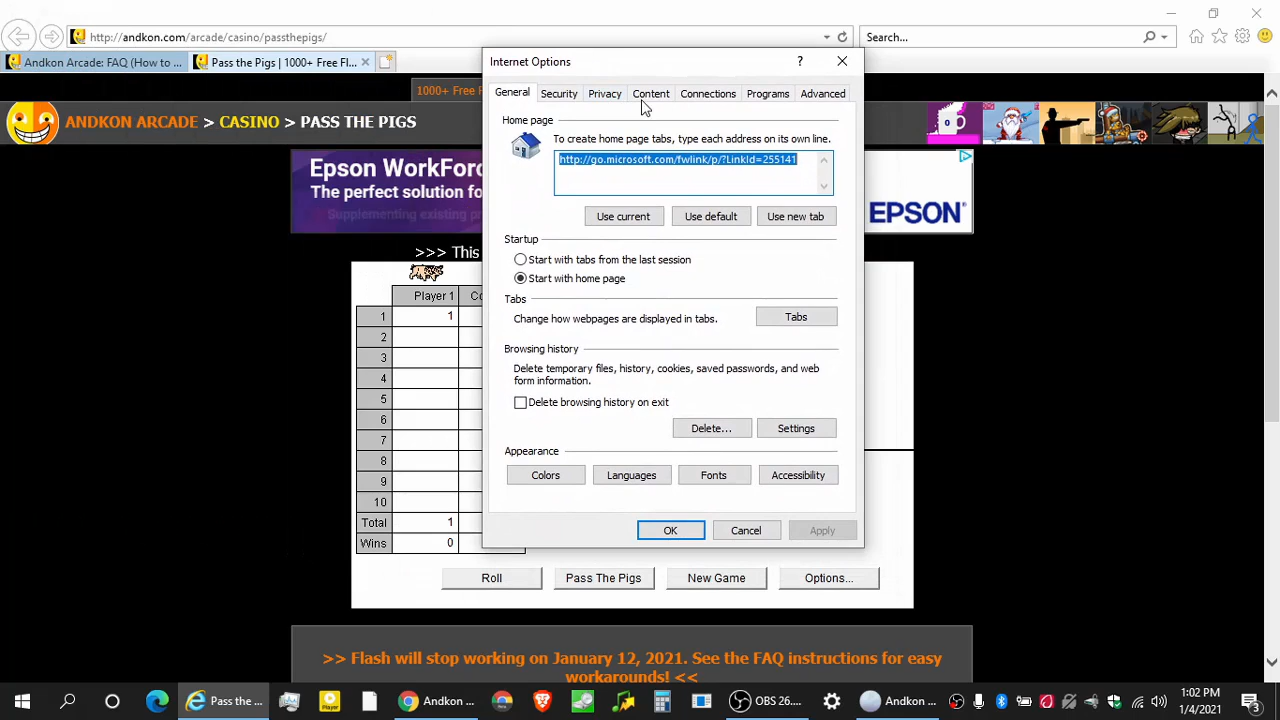 http://andkon.com/arcade/casino/passthepigs/
Search...
Andkon Arcade: FAQ (How to ...
Pass the Pigs | 1000+ Free Fl...
1000+ Free F
ANDKON ARCADE > CASINO > PASS THE PIGS
Epson WorkForc
The perfect solution fo
Supplementing existing pr
EPSON
>>> This
Player 1
Co
1 1
2
3
4
5
6
7
8
9
10
Total 1
Wins 0
Roll
Pass The Pigs
New Game
Options...
>> Flash will stop working on January 12, 2021. See the FAQ instructions for easy
workarounds! <<
Internet Options
?
General Security Privacy Content Connections Programs Advanced
Home page
To create home page tabs, type each address on its own line.
http://go.microsoft.com/fwlink/p/?LinkId=255141
Use current
Use default
Use new tab
Startup
Start with tabs from the last session
Start with home page
Tabs
Change how webpages are displayed in tabs.
Tabs
Browsing history
Delete temporary files, history, cookies, saved passwords, and web
form information.
Delete browsing history on exit
Delete...
Settings
Appearance
Colors
Languages
Fonts
Accessibility
OK
Cancel
Apply
Pass the ...
Andkon ...
OBS 26....
Andkon ...
1:02 PM
1/4/2021